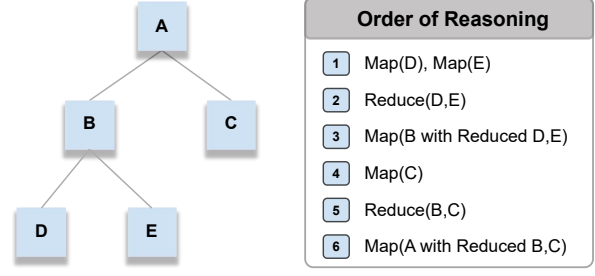 A
B
C
D
E
Order of Reasoning
1 Map(D), Map(E)
2 Reduce(D,E)
3 Map(B with Reduced D,E)
4 Map(C)
5 Reduce(B,C)
6 Map(A with Reduced B,C)